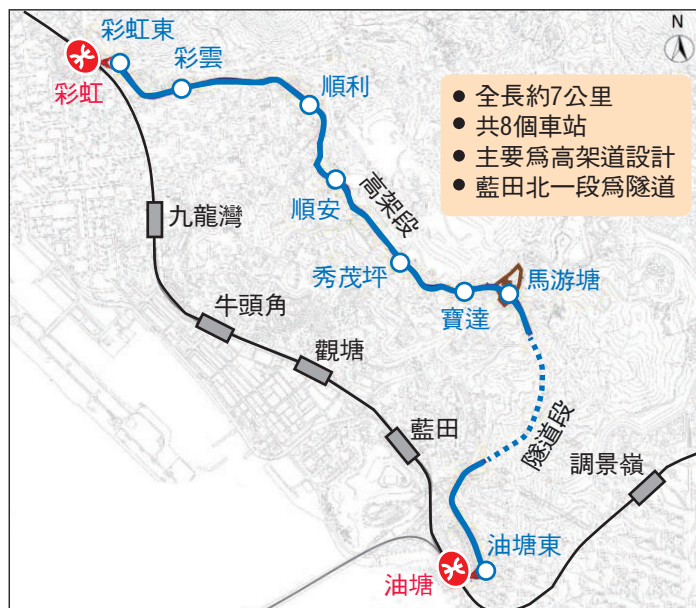 彩虹東
彩雲
順利
彩虹
N
全長約7公里
共8個車站
主要爲高架道設計
藍田北一段爲隧道
九龍灣
順安
高架段
秀茂坪
寶達
馬游塘
牛頭角
觀塘
藍田
隧道段
調景嶺
油塘
油塘東